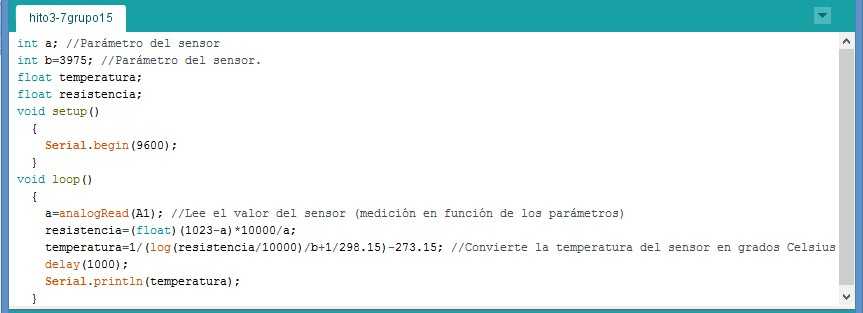 hito3-7grupo15
int a; //Parámetro del sensor
int b=3975; //Parámetro del sensor.
float temperatura;
float resistencia;
void setup()
  {
    Serial.begin(9600);
  }
void loop()
  {
    a=analogRead(A1); //Lee el valor del sensor (medición en función de los parámetros)
    resistencia=(float)(1023-a)*10000/a;
    temperatura=1/(log(resistencia/10000)/b+1/298.15)-273.15; //Convierte la temperatura del sensor en grados Celsius
    delay(1000);
    Serial.println(temperatura);
  }